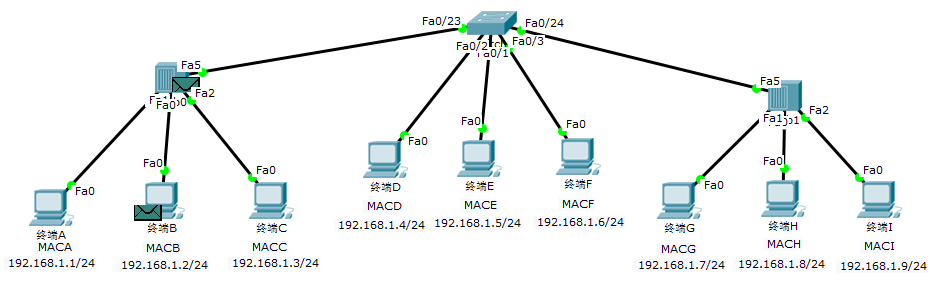 Fa0/23
Fa0/24
Fa0/2
Fa0/3
Fa0/1
Fa5
Fa2
Fa0
Fa5
Fa1
Fa2
Fa0
Fa0
Fa0
Fa0
Fa0
Fa0
Fa0
Fa0
Fa0
终端A
MACA
192.168.1.1/24
终端B
MACB
192.168.1.2/24
终端C
MACC
192.168.1.3/24
终端D
MACD
192.168.1.4/24
终端E
MACE
192.168.1.5/24
终端F
MACF
192.168.1.6/24
终端G
MACG
192.168.1.7/24
终端H
MACH
192.168.1.8/24
终端I
MACI
192.168.1.9/24